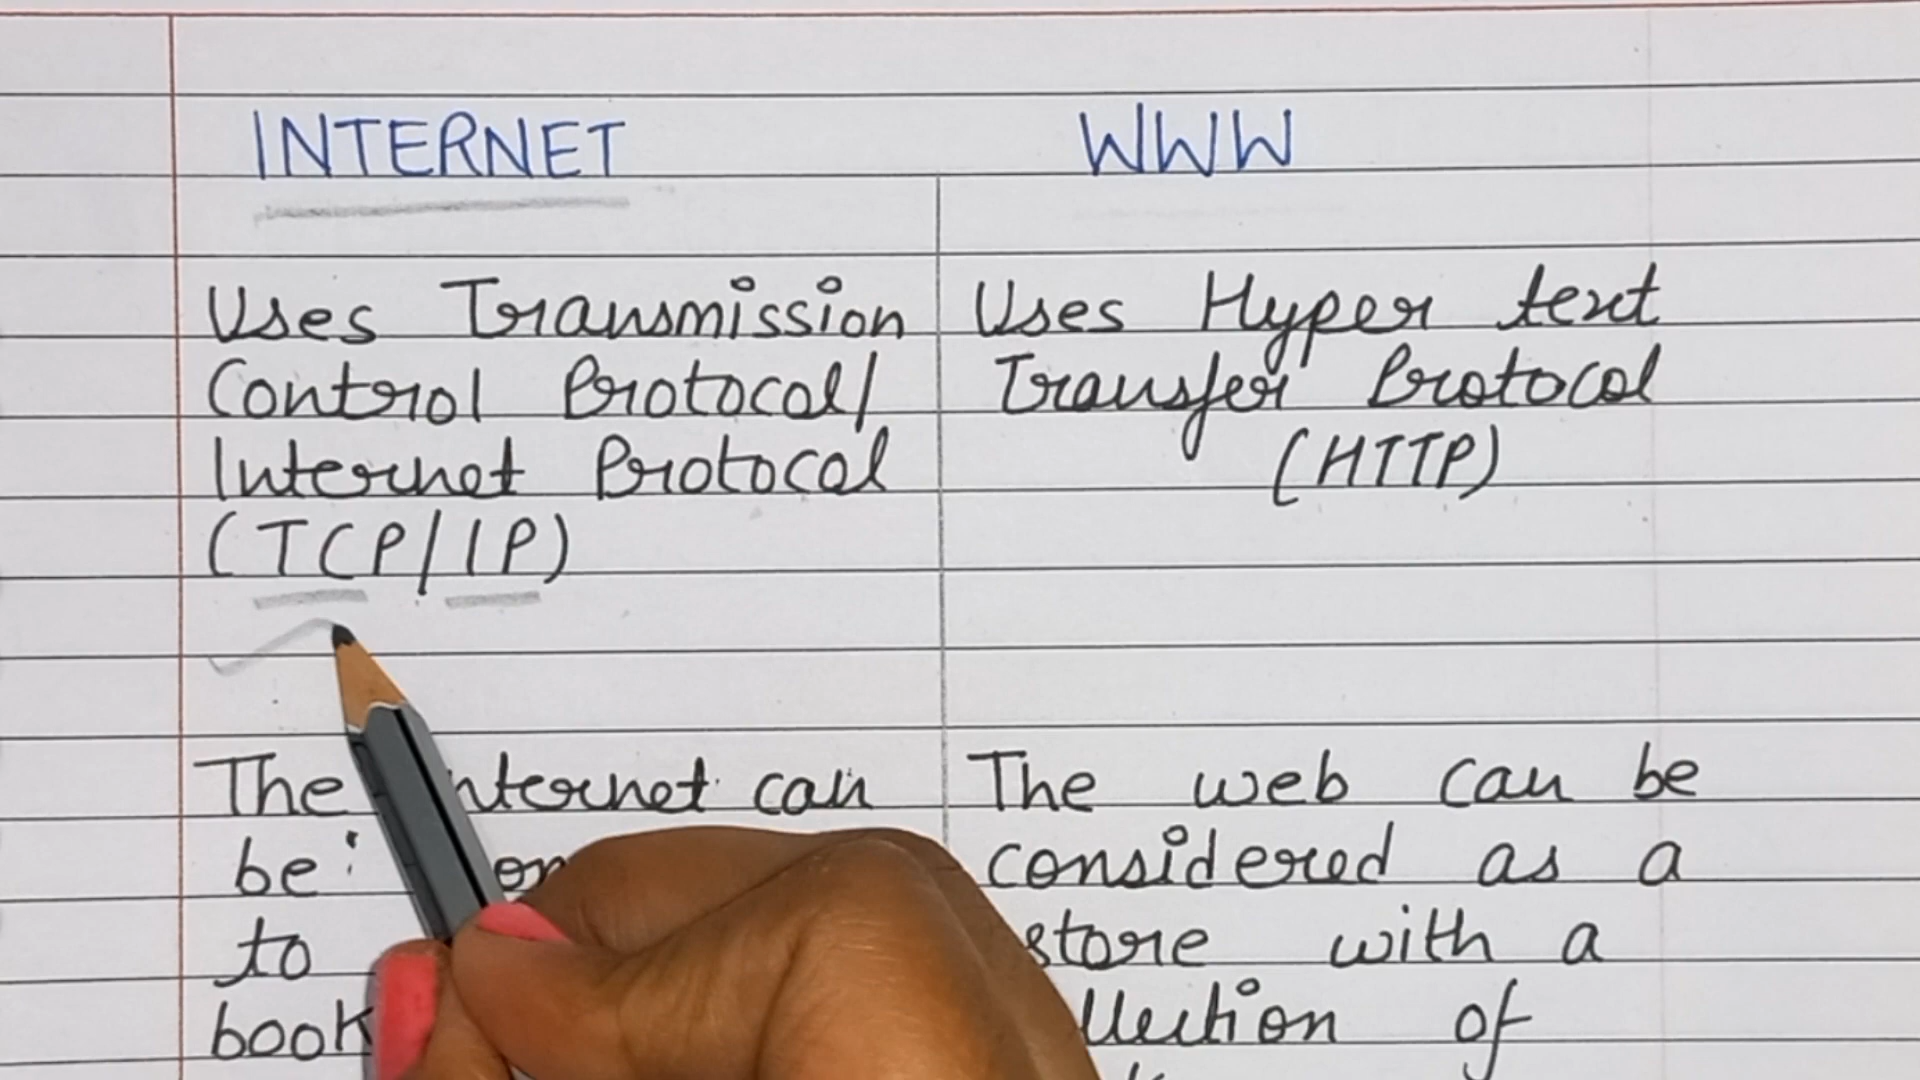 INTERNET
Uses Transmission
Control Protocol/
Internet Protocol
(TCP/IP)
The can
be
to
book
WWW
Uses Hyper text
Transfer Protocol
(HTTP)
The web can be
considered as a
store with a
of